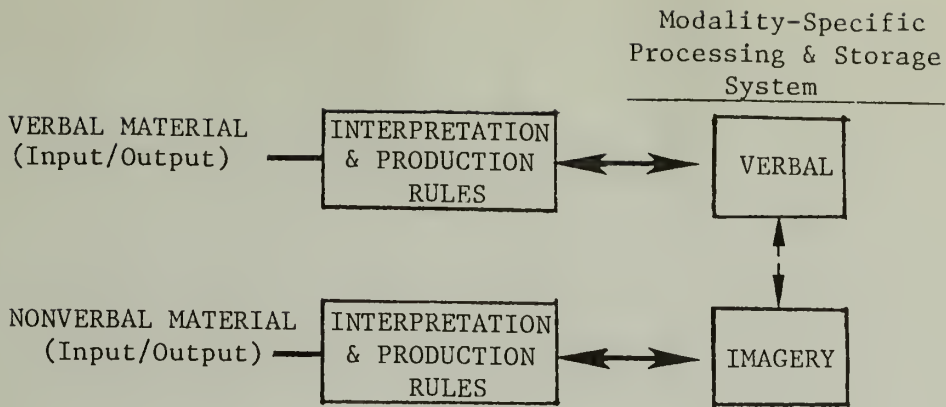 Modality-Specific
Processing & Storage
System
VERBAL MATERIAL
(Input/Output)
INTERPRETATION
& PRODUCTION
RULES
VERBAL
NONVERBAL MATERIAL
(Input/Output)
INTERPRETATION
& PRODUCTION
RULES
IMAGERY